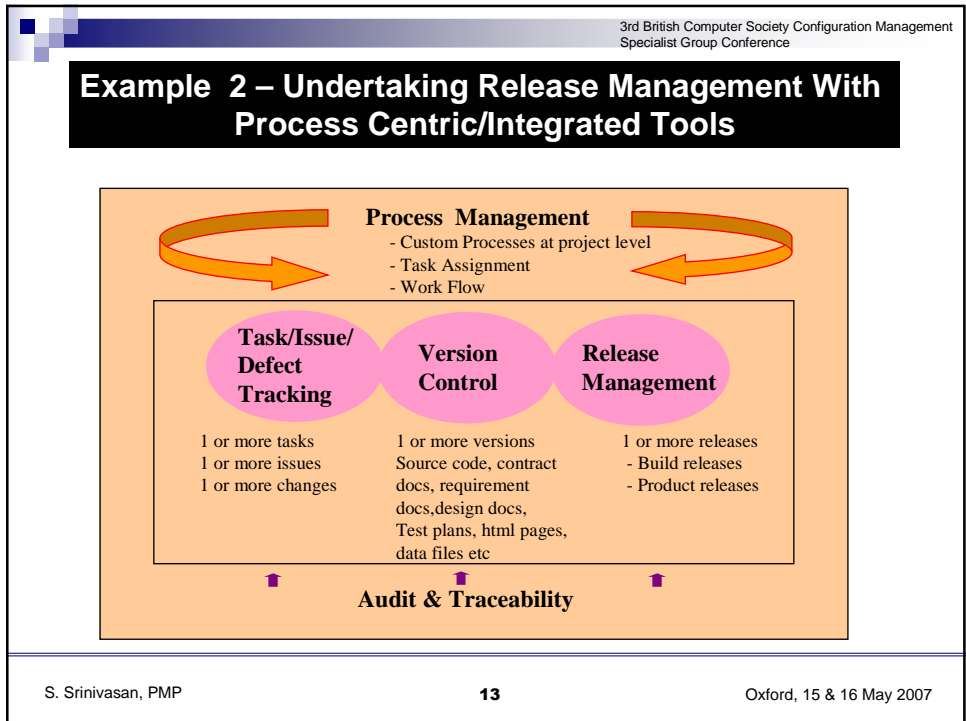 3rd British Computer Society Configuration Management
Specialist Group Conference
Example 2 – Undertaking Release Management With
Process Centric/Integrated Tools
Process Management
- Custom Processes at project level
- Task Assignment
- Work Flow
Task/Issue/
Defect
Tracking
Version
Control
Release
Management
1 or more tasks
1 or more issues
1 or more changes
1 or more versions
Source code, contract
docs, requirement
docs,design docs,
Test plans, html pages,
data files etc
1 or more releases
- Build releases
- Product releases
Audit & Traceability
S. Srinivasan, PMP
13
Oxford, 15 & 16 May 2007